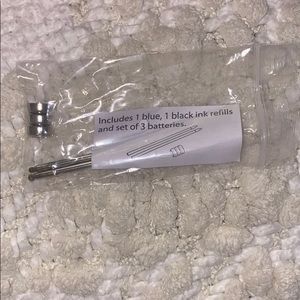 Includes 1 blue, 1 black ink refills
and set of 3 batteries.